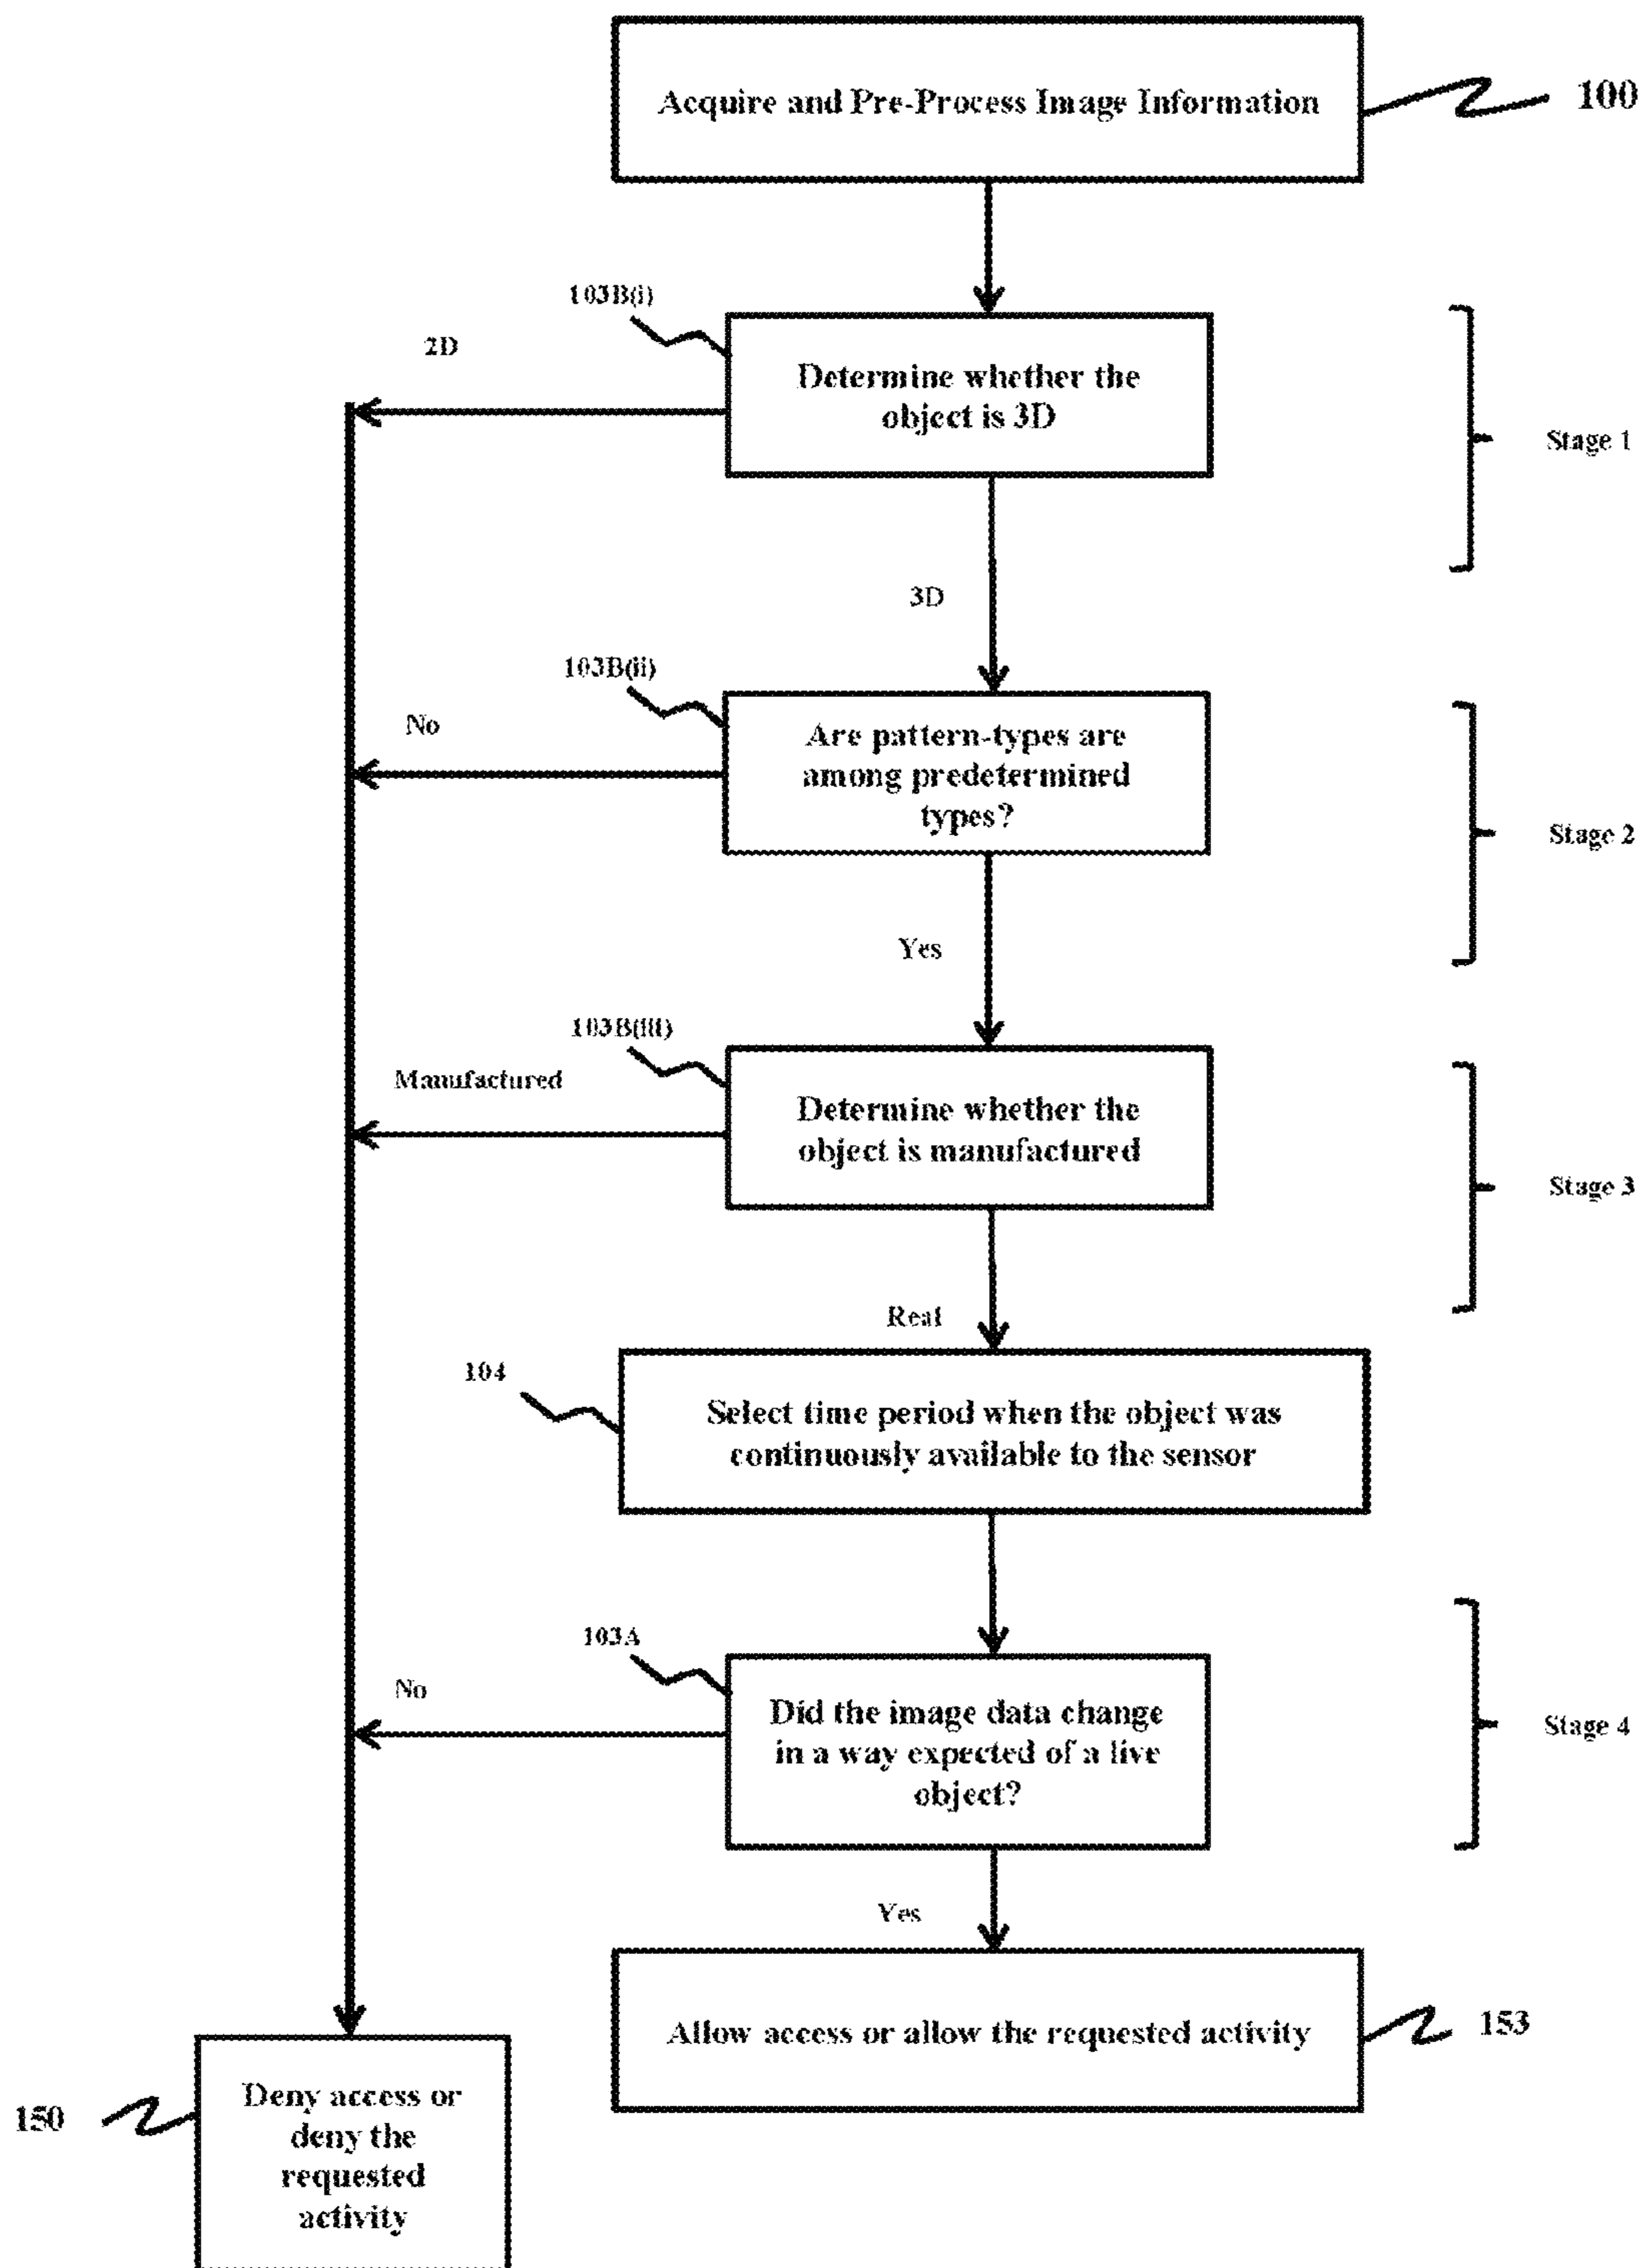 Acquire and Pre-Process Image Information
100
103B(i)
2D
Determine whether the
object is 3D
Stage 1
3D
103B(ii)
No
Are pattern-types are
among predetermined
types?
Stage 2
Yes
103B(iii)
Manufactured
Determine whether the
object is manufactured
Stage 3
Real
104
Select time period when the object was
continuously available to the sensor
103A
No
Did the image data change
in a way expected of a live
object?
Stage 4
Yes
Allow access or allow the requested activity
153
150
Deny access or
deny the
requested
activity